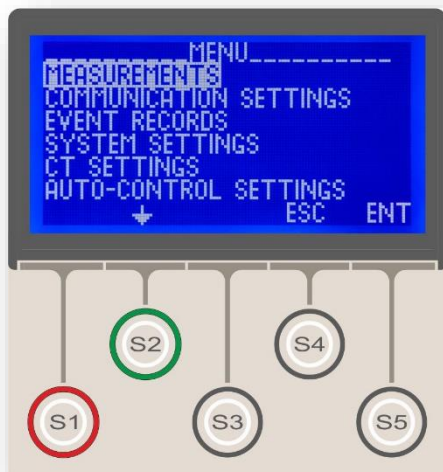 MENU
MEASUREMENTS
COMMUNICATION SETTINGS
EVENT RECORDS
SYSTEM SETTINGS
CT SETTINGS
AUTO-CONTROL SETTINGS
ESC ENT
S2 S4
S1 S3 S5